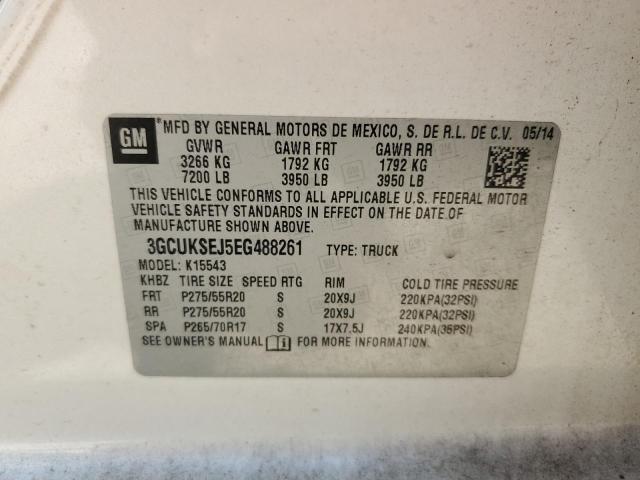 GM MFD BY GENERAL MOTORS DE MEXICO, S. DE R.L. DE C.V. 05/14
GVWR GAWR FRT GAWR RR
3266 KG 1792 KG 1792 KG
7200 LB 3950 LB 3950 LB
THIS VEHICLE CONFORMS TO ALL APPLICABLE U.S. FEDERAL MOTOR
VEHICLE SAFETY STANDARDS IN EFFECT ON THE DATE OF
MANUFACTURE SHOWN ABOVE.
3GCUKSEJ5EG488261 TYPE: TRUCK
MODEL: K15543
KHBZ TIRE SIZE SPEED RTG RIM COLD TIRE PRESSURE
FRT P275/55R20 S 20X9J 220KPA(32PSI)
RR P275/55R20 S 20X9J 220KPA(32PSI)
SPA P265/70R17 S 17X7.5J 240KPA(35PSI)
SEE OWNER'S MANUAL FOR MORE INFORMATION.